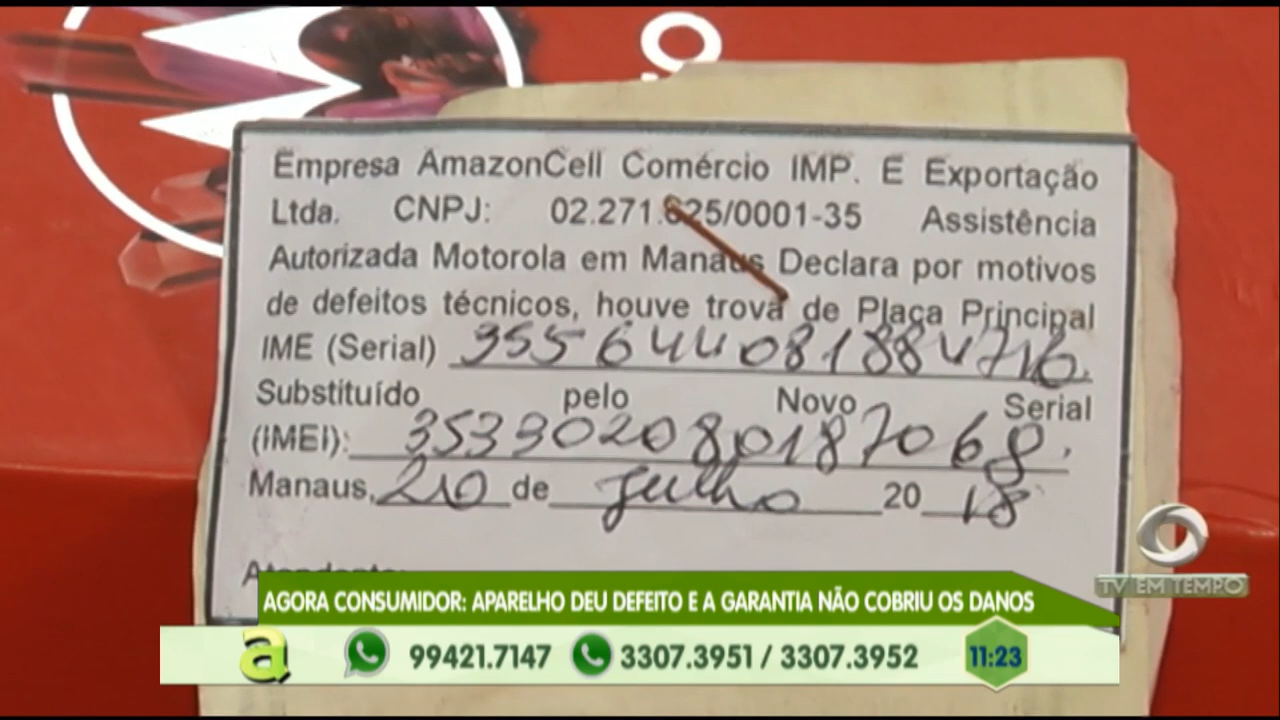 Empresa AmazonCell Comércio IMP. E Exportação
Ltda. CNPJ: 02.271.625/0001-35 Assistência
Autorizada Motorola em Manaus Declara por motivos
de defeitos técnicos, houve trova de Placa Principal
IME (Serial) 355644081884716
Substituído pelo Novo Serial
(IMEI): 353302080187068.
Manaus, 20 de Julho 2018
AGORA CONSUMIDOR: APARELHO DEU DEFEITO E A GARANTIA NÃO COBRIU OS DANOS
a 99421.7147 3307.3951 / 3307.3952 11:23
TV EM TEMPO